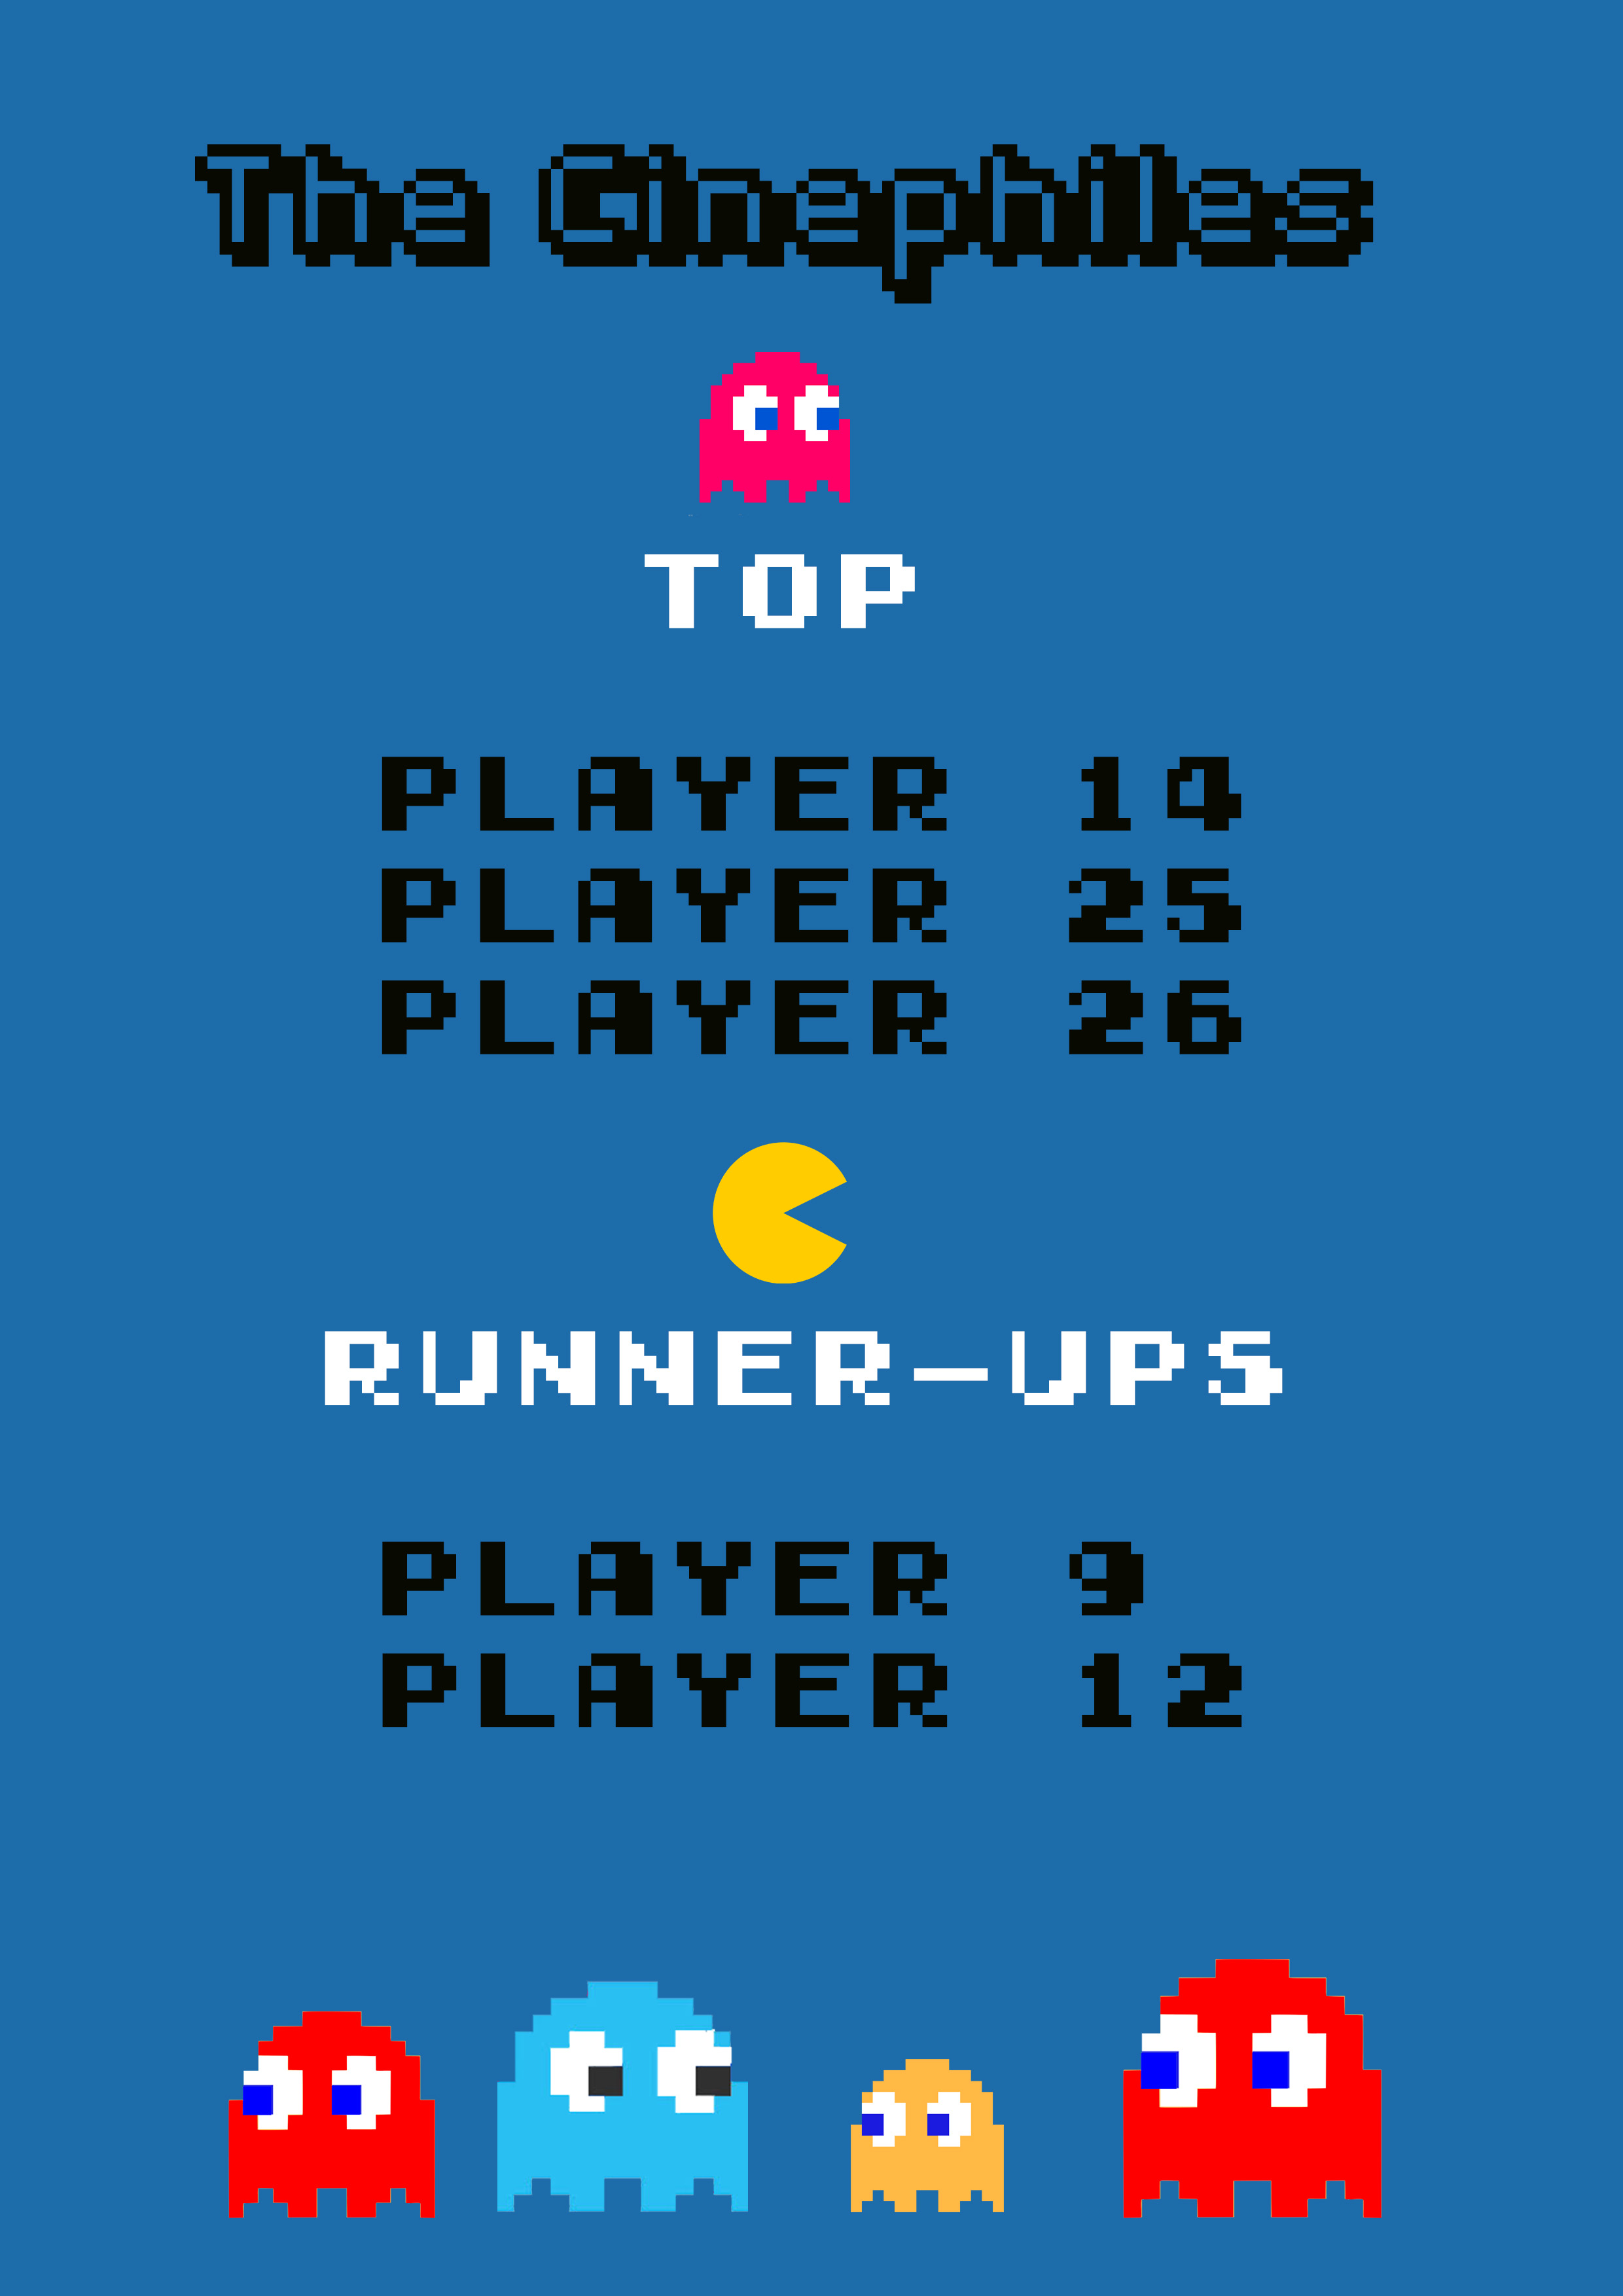 The Cinephiles
TOP
PLAYER 14
PLAYER 25
PLAYER 26
RUNNER-UPS
PLAYER 9
PLAYER 12